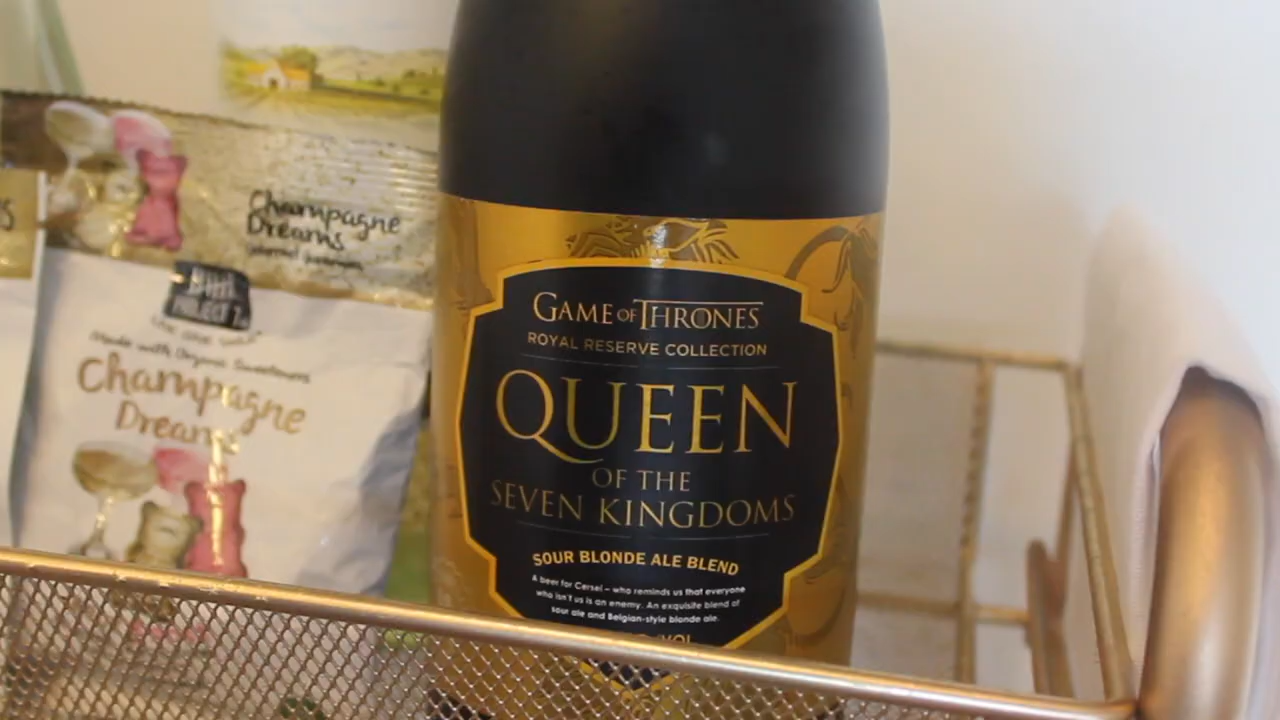 Champagne
Dreams
PROJECT 7
Made with Organic Sweeteners
Champagne
Dreams
GAME OF THRONES
ROYAL RESERVE COLLECTION
QUEEN
OF THE
SEVEN KINGDOMS
SOUR BLONDE ALE BLEND
A beer for Cersei – who reminds us that everyone
who isn't us is an enemy. An exquisite blend of
sour ale and Belgian-style blonde ale.